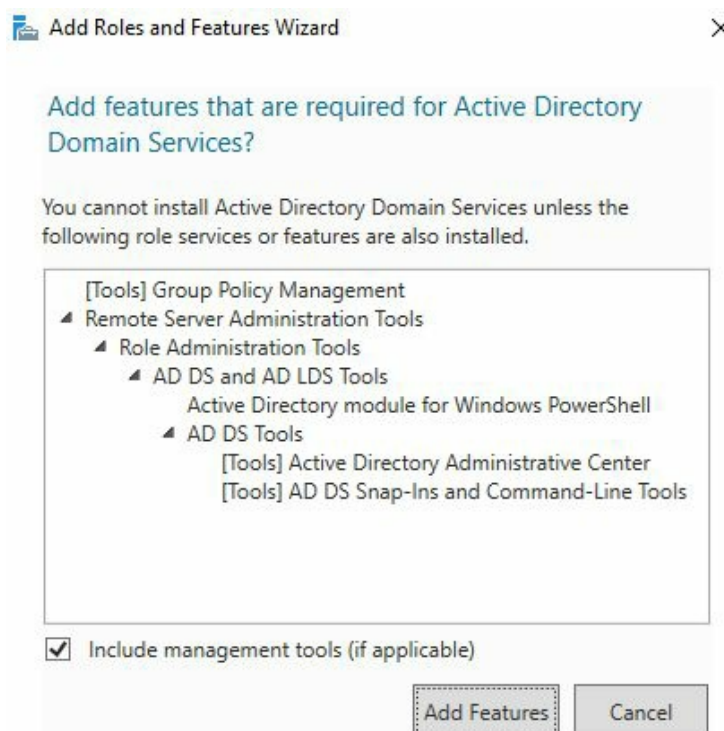 Add Roles and Features Wizard
Add features that are required for Active Directory
Domain Services?
You cannot install Active Directory Domain Services unless the
following role services or features are also installed.
[Tools] Group Policy Management
Remote Server Administration Tools
Role Administration Tools
AD DS and AD LDS Tools
Active Directory module for Windows PowerShell
AD DS Tools
[Tools] Active Directory Administrative Center
[Tools] AD DS Snap-Ins and Command-Line Tools
Include management tools (if applicable)
Add Features Cancel